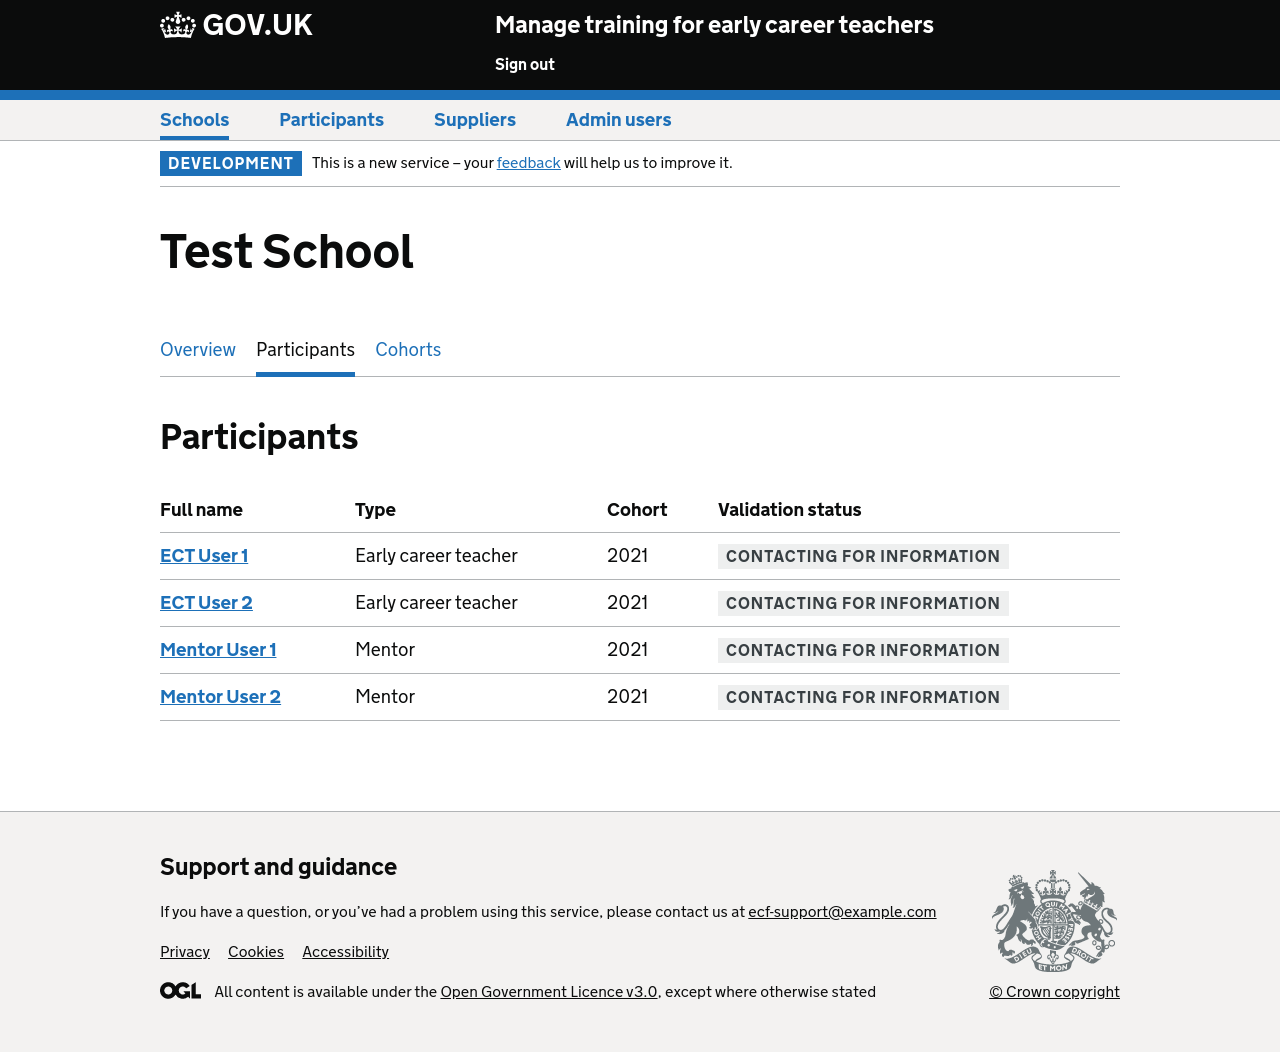 GOV.UK
Manage training for early career teachers
Sign out
Schools Participants Suppliers Admin users
DEVELOPMENT This is a new service – your feedback will help us to improve it.
Test School
Overview Participants Cohorts
Participants
Full name Type Cohort Validation status
ECT User 1 Early career teacher 2021 CONTACTING FOR INFORMATION
ECT User 2 Early career teacher 2021 CONTACTING FOR INFORMATION
Mentor User 1 Mentor 2021 CONTACTING FOR INFORMATION
Mentor User 2 Mentor 2021 CONTACTING FOR INFORMATION
Support and guidance
If you have a question, or you’ve had a problem using this service, please contact us at ecf-support@example.com
Privacy Cookies Accessibility
OGL All content is available under the Open Government Licence v3.0, except where otherwise stated
DIEU ET MON DROIT
© Crown copyright